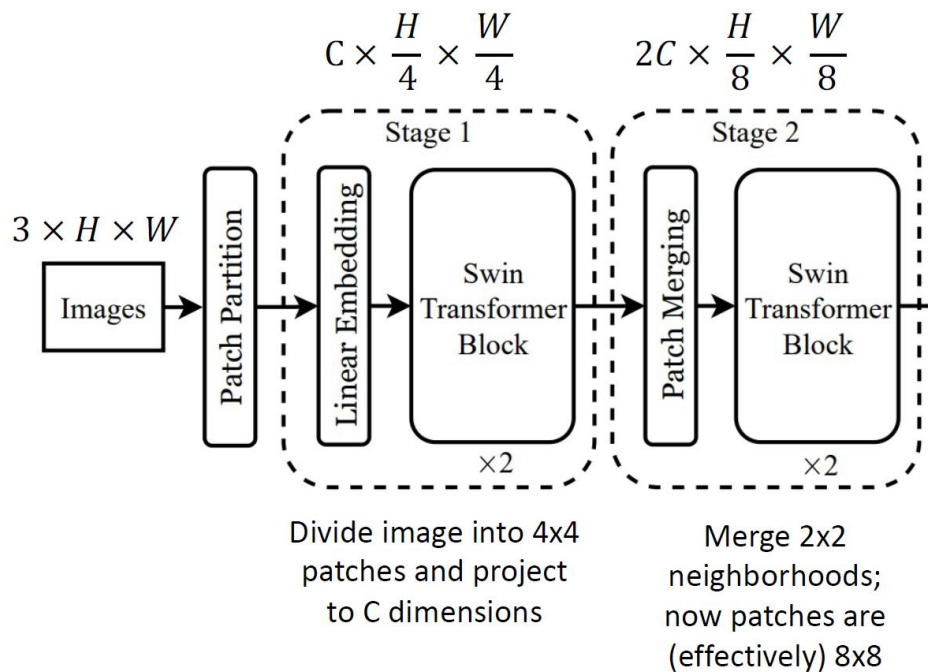 C × H/4 × W/4
2C × H/8 × W/8
Stage 1
Stage 2
3 × H × W
Images
Patch Partition
Linear Embedding
Swin
Transformer
Block
×2
Patch Merging
Swin
Transformer
Block
×2
Divide image into 4x4
patches and project
to C dimensions
Merge 2x2
neighborhoods;
now patches are
(effectively) 8x8